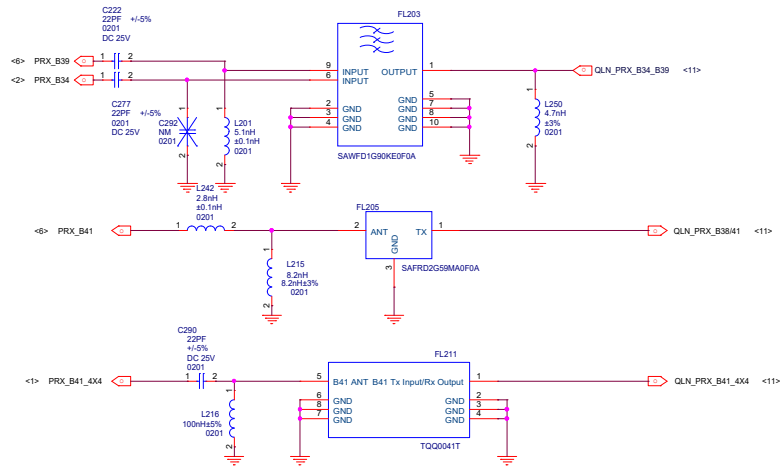 C222
22PF +/-5%
0201
DC 25V
FL203
<6> PRX_B39 1 2
<2> PRX_B34 1 2
9 INPUT OUTPUT 1 QLN_PRX_B34_B39 <11>
6 INPUT
C277
22PF +/-5%
0201
DC 25V
1
C292
NM
0201
2
1
L201
5.1nH
±0.1nH
0201
2
2 GND
3 GND
4 GND
GND 5
GND 7
GND 8
GND 10
SAWFD1G90KE0F0A
1
L250
4.7nH
±3%
0201
2
L242
2.8nH
±0.1nH
0201
FL205
<6> PRX_B41 1 2
2 ANT TX 1 QLN_PRX_B38/41 <11>
GND
3
SAFRD2G59MA0F0A
1
L215
8.2nH
8.2nH±3%
0201
2
C290
22PF
+/-5%
DC 25V
0201
FL211
<1> PRX_B41_4X4 1 2
5 B41 ANT B41 Tx Input/Rx Output 1 QLN_PRX_B41_4X4 <11>
1
L216
100nH±5%
0201
2
6 GND GND 2
8 GND GND 3
7 GND GND 4
TQQ0041T